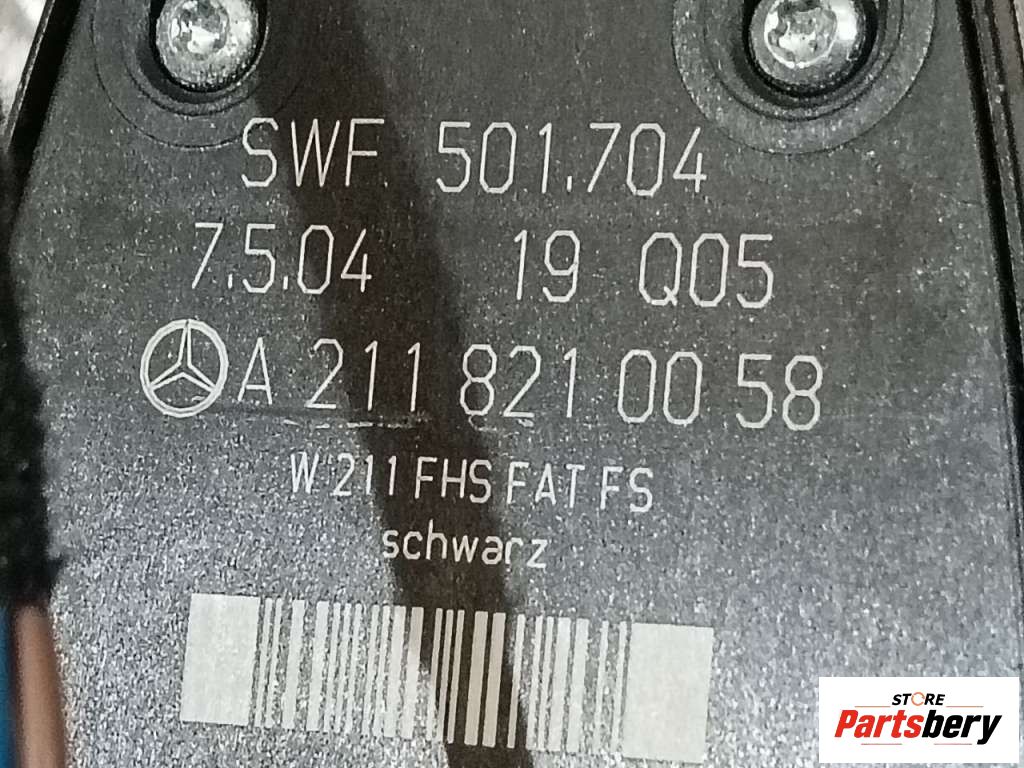 SWF 501.704
7.5.04 19 Q05
A 211 821 00 58
W 211 FHS FAT FS
schwarz
STORE
Partsbery